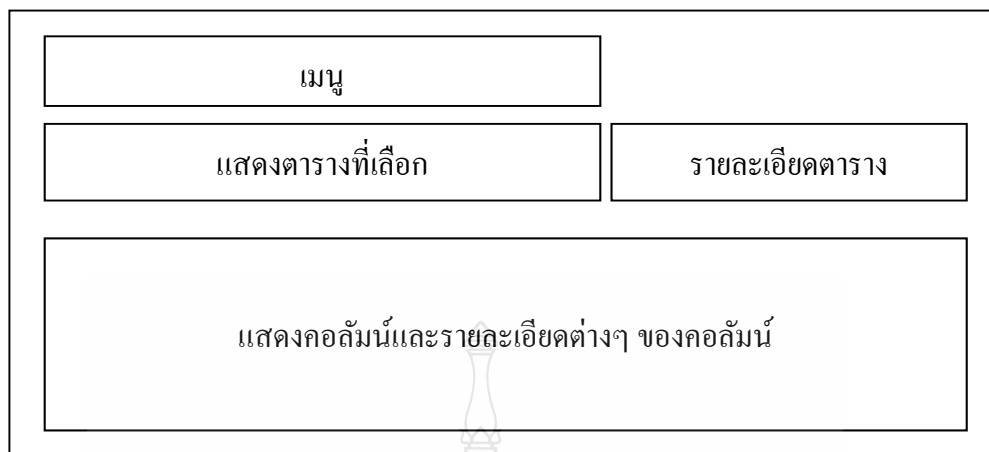 เมนู
แสดงตารางที่เลือก
รายละเอียดตาราง
แสดงคอลัมน์และรายละเอียดต่างๆ ของคอลัมน์